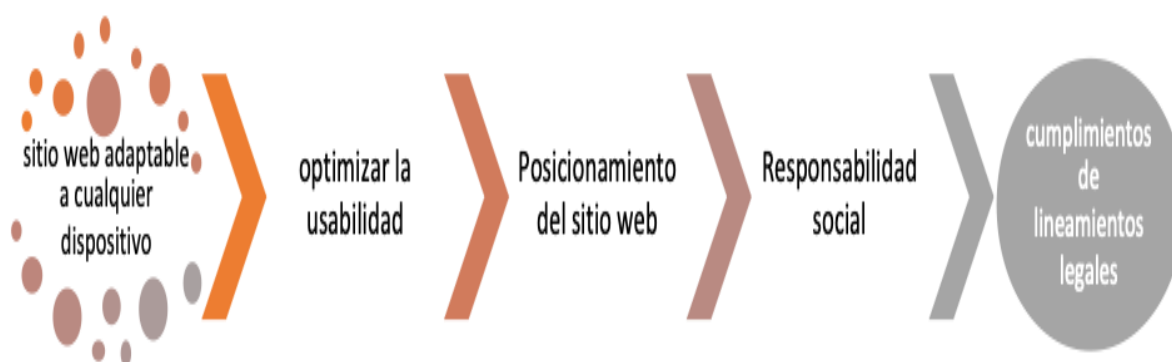 sitio web adaptable
a cualquier
dispositivo
optimizar la
usabilidad
Posicionamiento
del sitio web
Responsabilidad
social
cumplimientos
de
lineamientos
legales